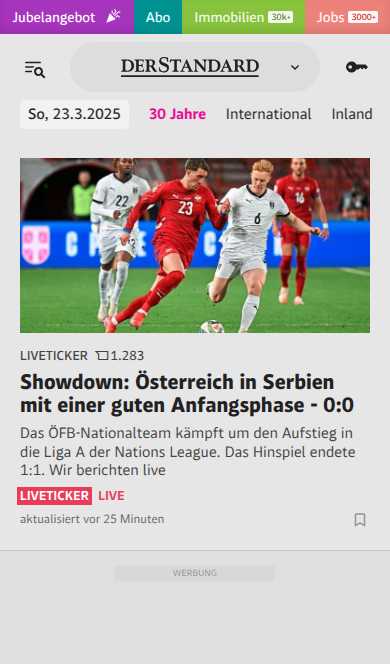 Jubelangebot Abo Immobilien 30k+ Jobs 3000+
DERSTANDARD
So, 23.3.2025 30 Jahre International Inland
22
23
6
16
LIVETICKER 1.283
Showdown: Österreich in Serbien
mit einer guten Anfangsphase - 0:0
Das ÖFB-Nationalteam kämpft um den Aufstieg in
die Liga A der Nations League. Das Hinspiel endete
1:1. Wir berichten live
LIVETICKER LIVE
aktualisiert vor 25 Minuten
WERBUNG